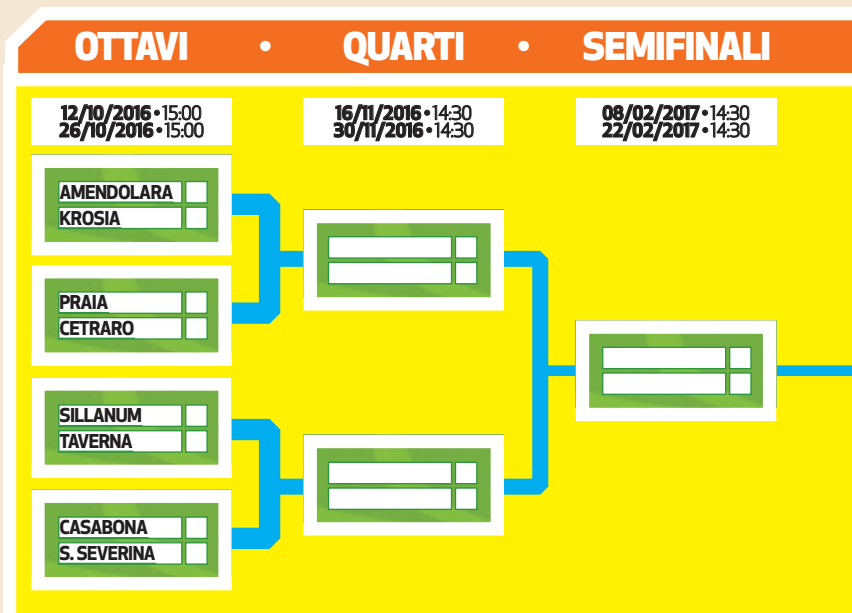 OTTAVI • QUARTI • SEMIFINALI
12/10/2016 • 15:00
26/10/2016 • 15:00
16/11/2016 • 14:30
30/11/2016 • 14:30
08/02/2017 • 14:30
22/02/2017 • 14:30
AMENDOLARA
KROSIA
PRAIA
CETRARO
SILLANUM
TAVERNA
CASABONA
S. SEVERINA